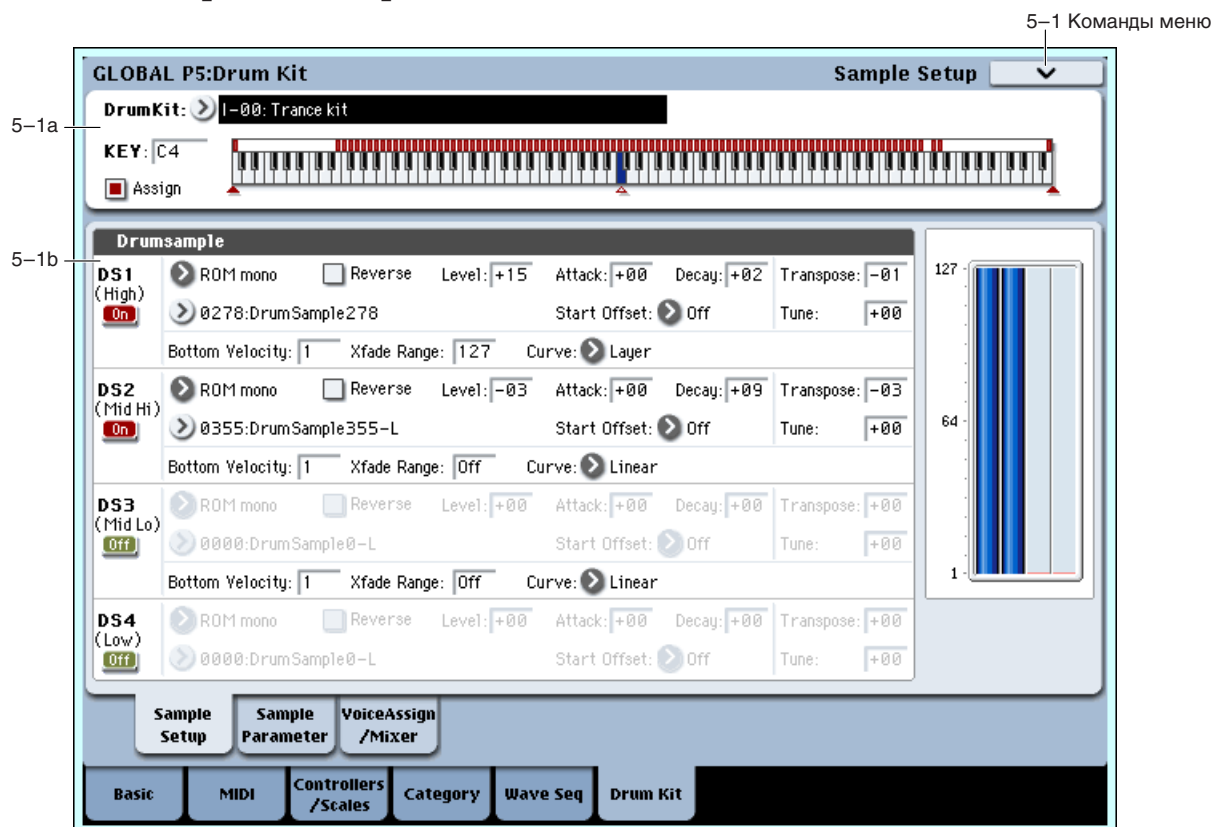 5–1 Команды меню
GLOBAL P5:Drum Kit Sample Setup
5–1a
DrumKit: I-00: Trance kit
KEY: C4
Assign
5–1b
Drumsample
DS1 (High) On
ROM mono Reverse Level: +15 Attack: +00 Decay: +02 Transpose: -01
0278:DrumSample278 Start Offset: Off Tune: +00
Bottom Velocity: 1 Xfade Range: 127 Curve: Layer
DS2 (Mid Hi) On
ROM mono Reverse Level: -03 Attack: +00 Decay: +09 Transpose: -03
0355:DrumSample355-L Start Offset: Off Tune: +00
Bottom Velocity: 1 Xfade Range: Off Curve: Linear
DS3 (Mid Lo) Off
ROM mono Reverse Level: +00 Attack: +00 Decay: +00 Transpose: +00
0000:DrumSample0-L Start Offset: Off Tune: +00
Bottom Velocity: 1 Xfade Range: Off Curve: Linear
DS4 (Low) Off
ROM mono Reverse Level: +00 Attack: +00 Decay: +00 Transpose: +00
0000:DrumSample0-L Start Offset: Off Tune: +00
127
64
1
Sample Setup
Sample Parameter
VoiceAssign /Mixer
Basic
MIDI
Controllers /Scales
Category
Wave Seq
Drum Kit